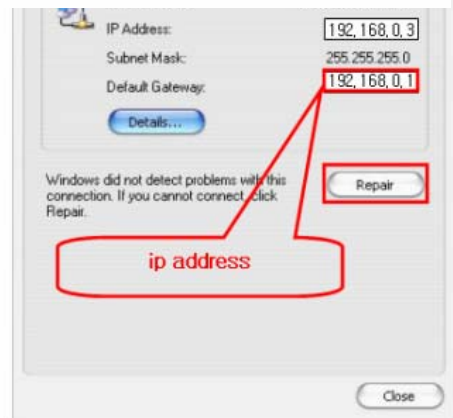 IP Address: 192,168,0,3
Subnet Mask: 255.255.255.0
Default Gateway: 192,168,0,1
Details...
Windows did not detect problems with this
connection. If you cannot connect, click
Repair.
Repair
ip address
Close